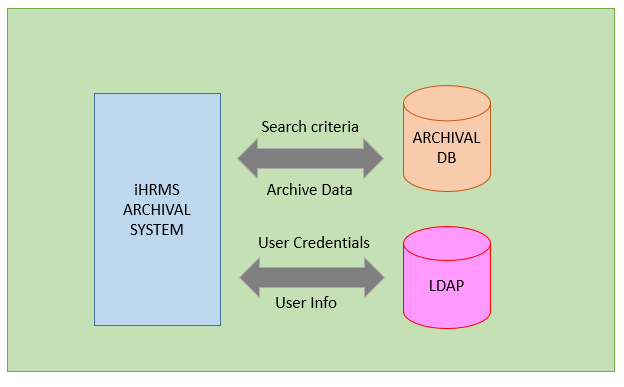 iHRMS
ARCHIVAL
SYSTEM
Search criteria
Archive Data
ARCHIVAL
DB
User Credentials
User Info
LDAP